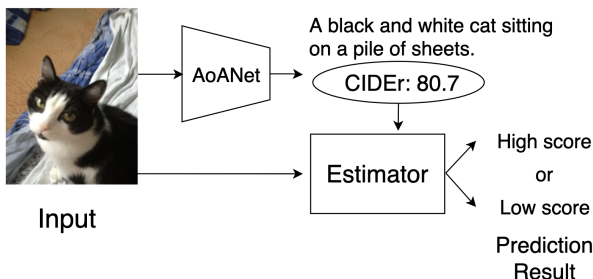 A black and white cat sitting
on a pile of sheets.
AoANet
CIDEr: 80.7
Estimator
High score
or
Low score
Input
Prediction
Result